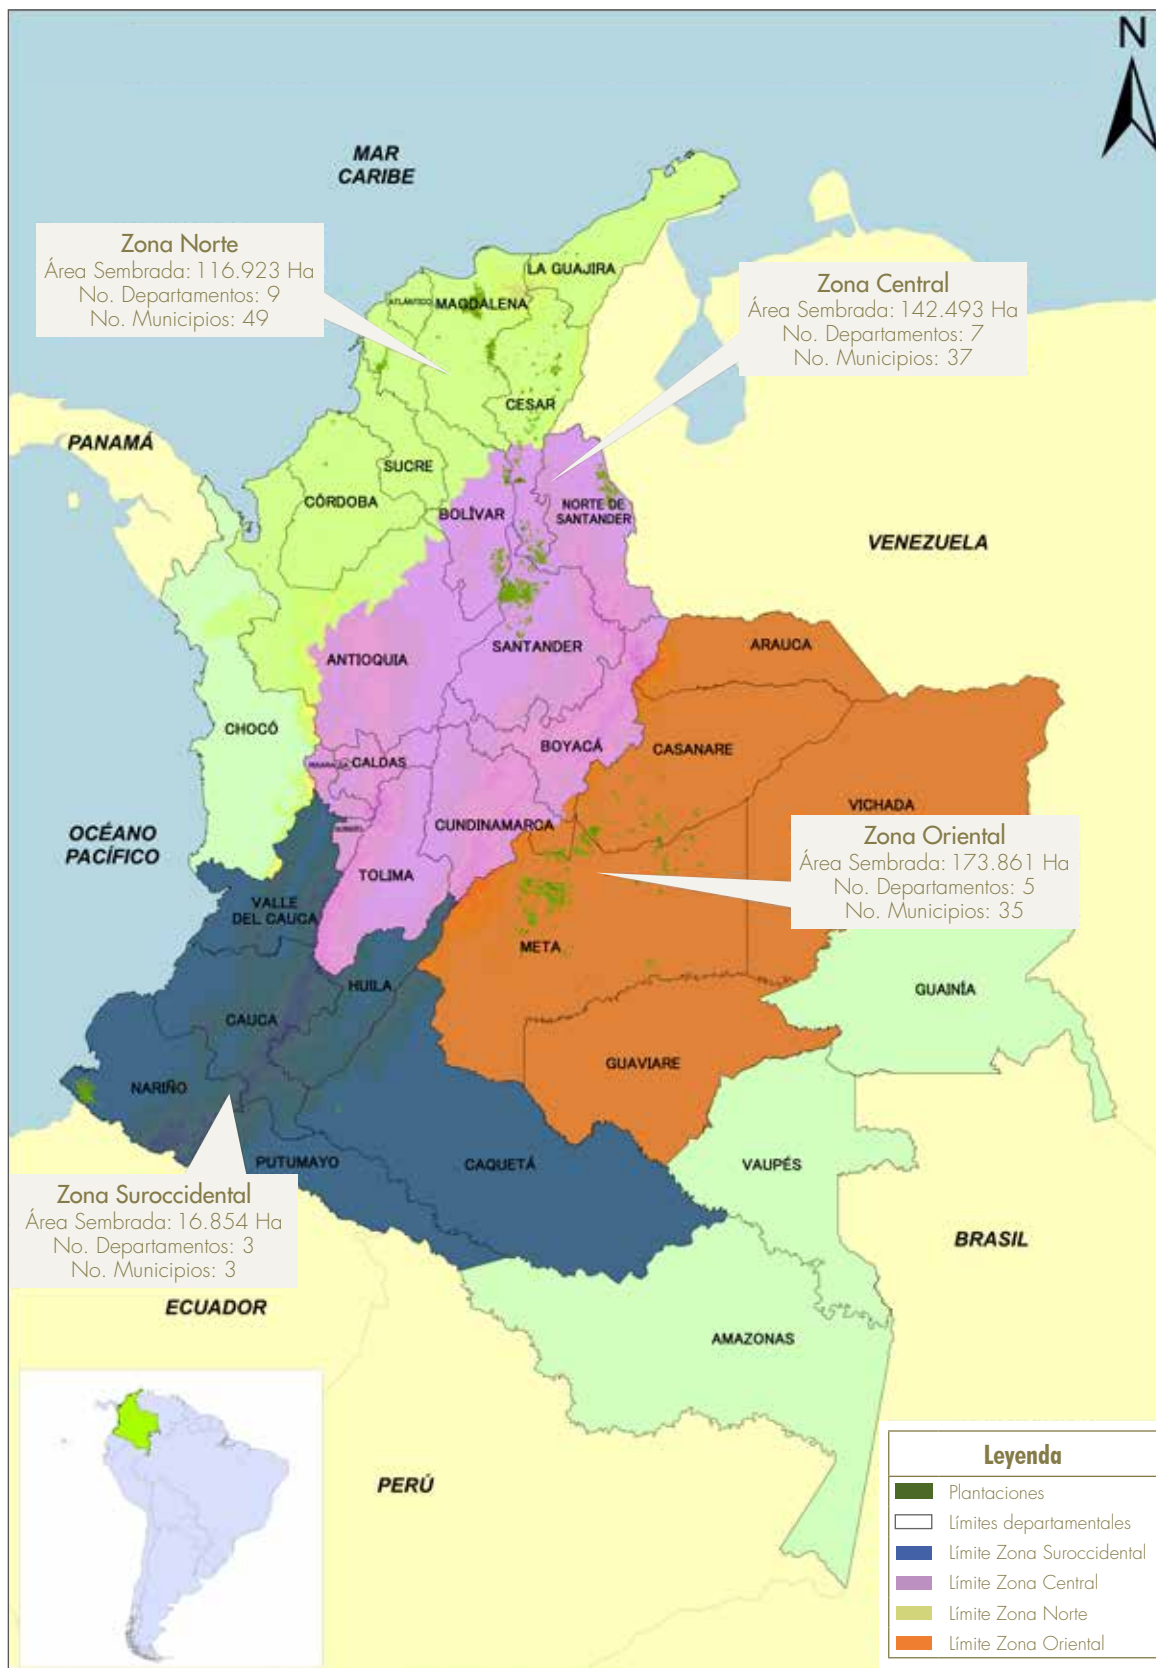 N
MAR
CARIBE
Zona Norte
Área Sembrada: 116.923 Ha
No. Departamentos: 9
No. Municipios: 49
LA GUAJIRA
ATLÁNTICO
MAGDALENA
Zona Central
Área Sembrada: 142.493 Ha
No. Departamentos: 7
No. Municipios: 37
CESAR
PANAMÁ
SUCRE
CÓRDOBA
BOLÍVAR
NORTE DE
SANTANDER
VENEZUELA
SANTANDER
ARAUCA
ANTIOQUIA
CHOCÓ
BOYACÁ
CASANARE
CALDAS
VICHADA
OCÉANO
PACÍFICO
CUNDINAMARCA
Zona Oriental
Área Sembrada: 173.861 Ha
No. Departamentos: 5
No. Municipios: 35
TOLIMA
VALLE
DEL CAUCA
META
HUILA
GUAINÍA
CAUCA
GUAVIARE
NARIÑO
PUTUMAYO
CAQUETÁ
VAUPÉS
Zona Suroccidental
Área Sembrada: 16.854 Ha
No. Departamentos: 3
No. Municipios: 3
BRASIL
ECUADOR
AMAZONAS
PERÚ
Leyenda
Plantaciones
Límites departamentales
Límite Zona Suroccidental
Límite Zona Central
Límite Zona Norte
Límite Zona Oriental